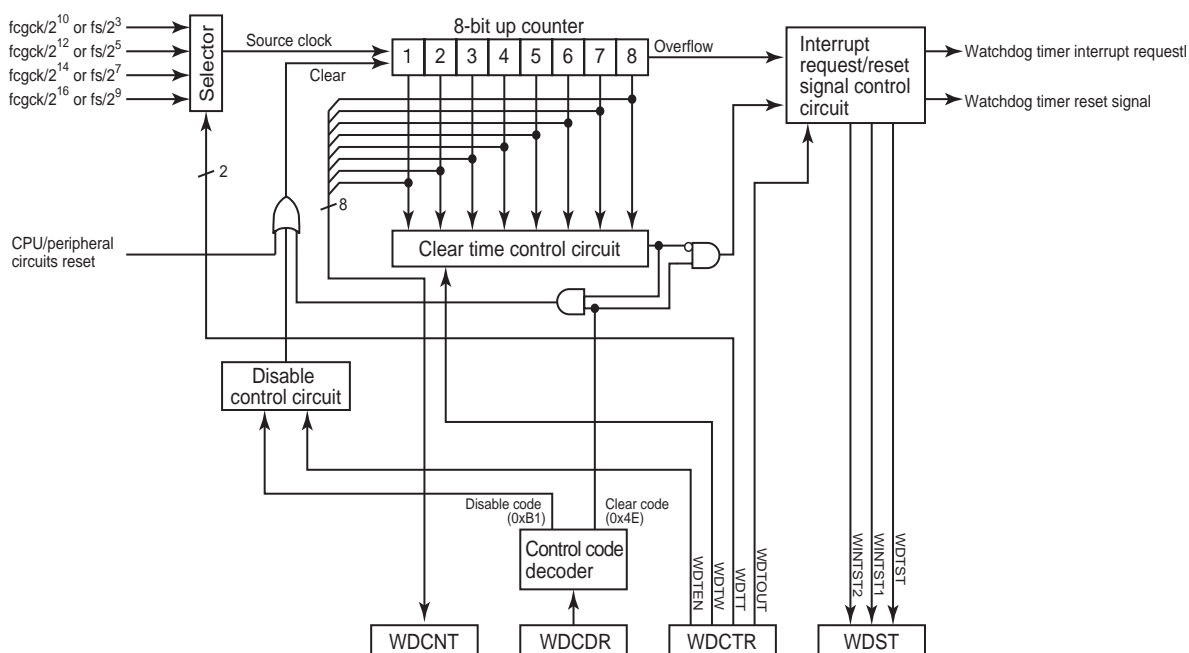 fcgck/2^10 or fs/2^3
fcgck/2^12 or fs/2^5
fcgck/2^14 or fs/2^7
fcgck/2^16 or fs/2^9
Selector
2
Source clock
Clear
8-bit up counter
1 2 3 4 5 6 7 8
Overflow
Interrupt
request/reset
signal control
circuit
Watchdog timer interrupt requestl
Watchdog timer reset signal
8
Clear time control circuit
CPU/peripheral
circuits reset
Disable
control circuit
Disable code
(0xB1)
Clear code
(0x4E)
Control code
decoder
WDTEN
WDTW
WDTT
WDTOUT
WINTST2
WINTST1
WDTST
WDCNT
WDCDR
WDCTR
WDST